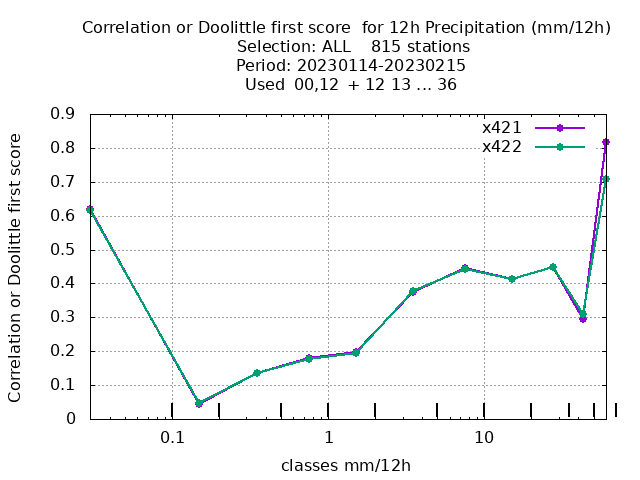 Correlation or Doolittle first score  for 12h Precipitation (mm/12h)
Selection: ALL    815 stations
Period: 20230114-20230215
Used  00,12  + 12 13 ... 36
Correlation or Doolittle first score
0.9
0.8
0.7
0.6
0.5
0.4
0.3
0.2
0.1
0
x421
x422
0.1 1 10
classes mm/12h